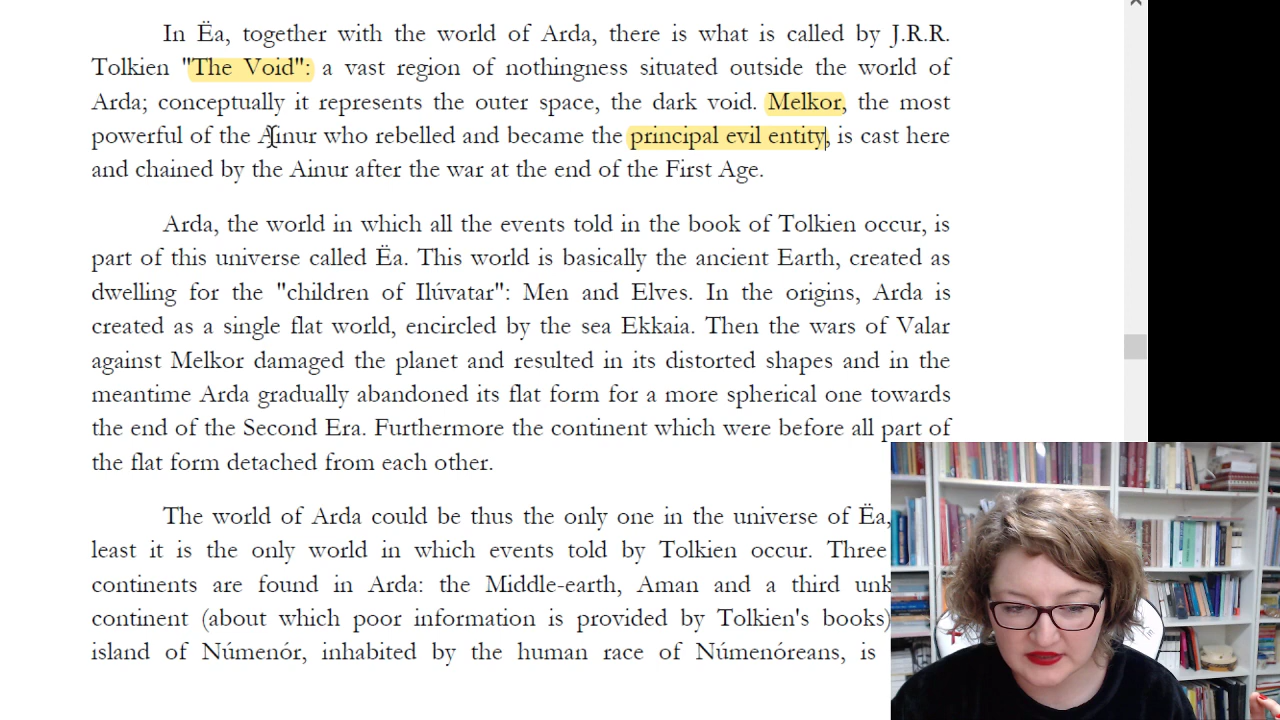 In Ëa, together with the world of Arda, there is what is called by J.R.R.
Tolkien "The Void": a vast region of nothingness situated outside the world of
Arda; conceptually it represents the outer space, the dark void. Melkor, the most
powerful of the Ainur who rebelled and became the principal evil entity, is cast here
and chained by the Ainur after the war at the end of the First Age.
Arda, the world in which all the events told in the book of Tolkien occur, is
part of this universe called Ëa. This world is basically the ancient Earth, created as
dwelling for the "children of Ilúvatar": Men and Elves. In the origins, Arda is
created as a single flat world, encircled by the sea Ekkaia. Then the wars of Valar
against Melkor damaged the planet and resulted in its distorted shapes and in the
meantime Arda gradually abandoned its flat form for a more spherical one towards
the end of the Second Era. Furthermore the continent which were before all part of
the flat form detached from each other.
The world of Arda could be thus the only one in the universe of Ëa,
least it is the only world in which events told by Tolkien occur. Three
continents are found in Arda: the Middle-earth, Aman and a third unk
continent (about which poor information is provided by Tolkien's books)
island of Númenór, inhabited by the human race of Númenóreans, is